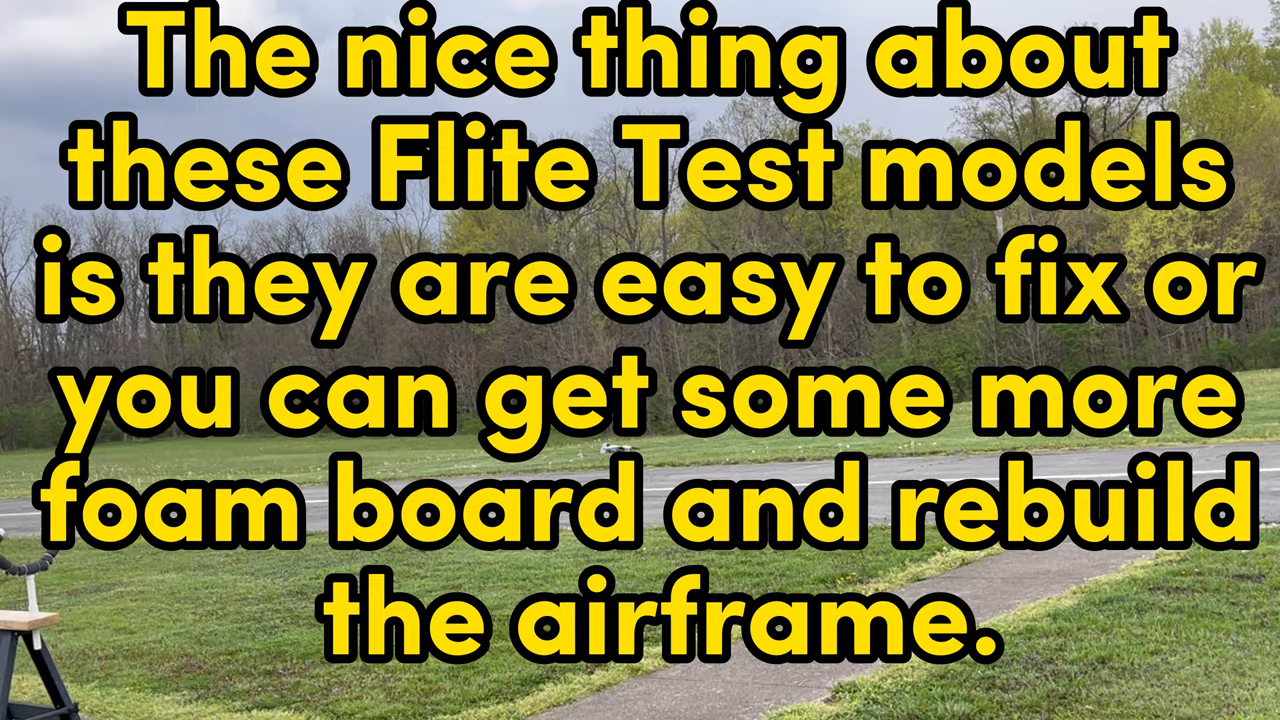 The nice thing about
these Flite Test models
is they are easy to fix or
you can get some more
foam board and rebuild
the airframe.